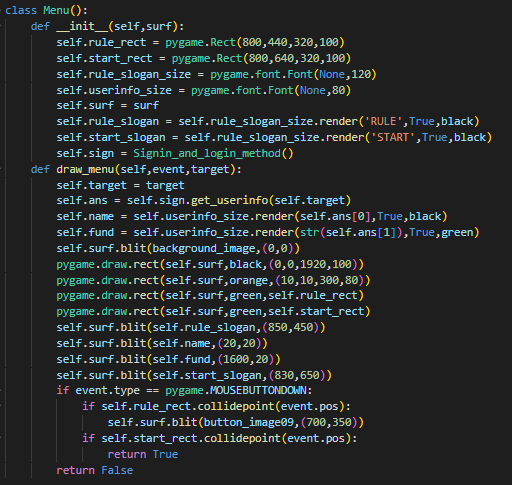 class Menu():
    def __init__(self,surf):
        self.rule_rect = pygame.Rect(800,440,320,100)
        self.start_rect = pygame.Rect(800,640,320,100)
        self.rule_slogan_size = pygame.font.Font(None,120)
        self.userinfo_size = pygame.font.Font(None,80)
        self.surf = surf
        self.rule_slogan = self.rule_slogan_size.render('RULE',True,black)
        self.start_slogan = self.rule_slogan_size.render('START',True,black)
        self.sign = Signin_and_login_method()
    def draw_menu(self,event,target):
        self.target = target
        self.ans = self.sign.get_userinfo(self.target)
        self.name = self.userinfo_size.render(self.ans[0],True,black)
        self.fund = self.userinfo_size.render(str(self.ans[1]),True,green)
        self.surf.blit(background_image,(0,0))
        pygame.draw.rect(self.surf,black,(0,0,1920,100))
        pygame.draw.rect(self.surf,orange,(10,10,300,80))
        pygame.draw.rect(self.surf,green,self.rule_rect)
        pygame.draw.rect(self.surf,green,self.start_rect)
        self.surf.blit(self.rule_slogan,(850,450))
        self.surf.blit(self.name,(20,20))
        self.surf.blit(self.fund,(1600,20))
        self.surf.blit(self.start_slogan,(830,650))
        if event.type == pygame.MOUSEBUTTONDOWN:
            if self.rule_rect.collidepoint(event.pos):
                self.surf.blit(button_image09,(700,350))
            if self.start_rect.collidepoint(event.pos):
                return True
        return False